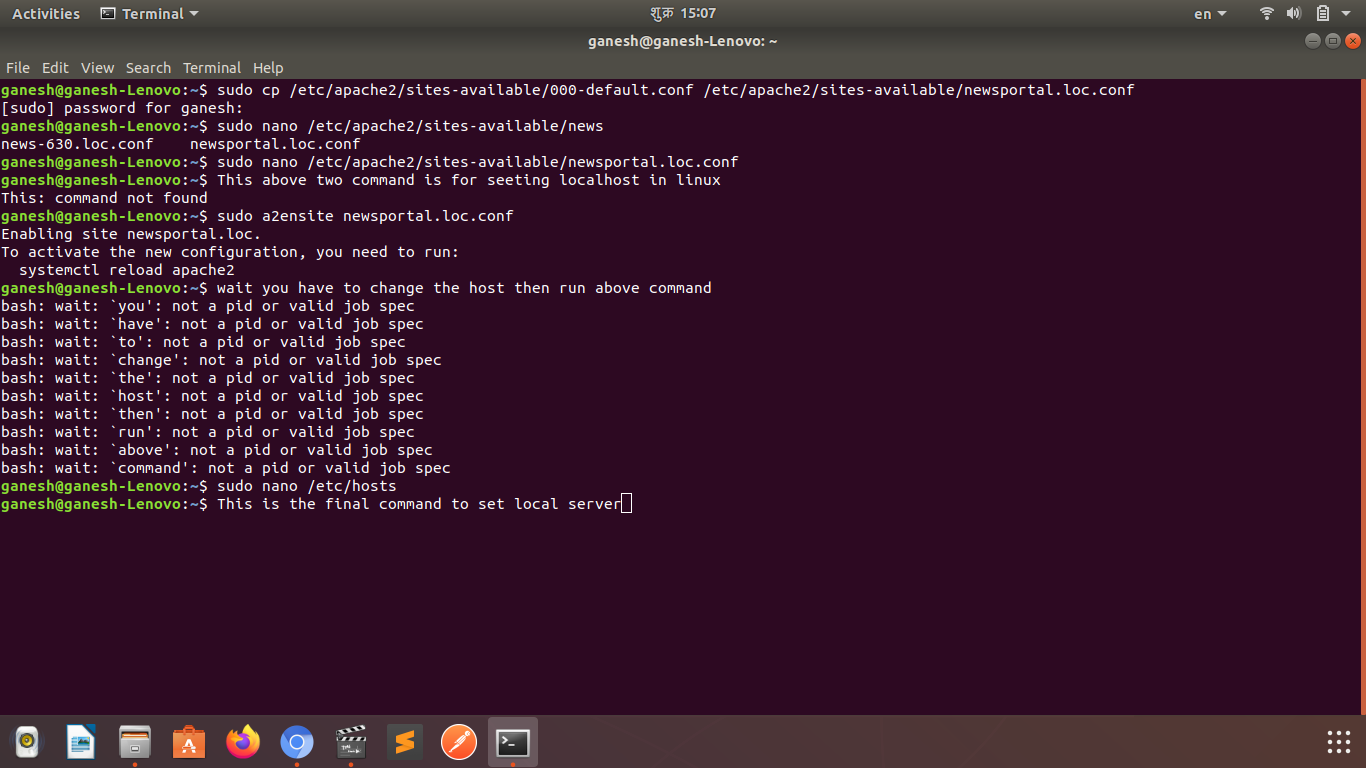 Activities Terminal शुक्र 15:07 en
ganesh@ganesh-Lenovo: ~
File Edit View Search Terminal Help
ganesh@ganesh-Lenovo:~$ sudo cp /etc/apache2/sites-available/000-default.conf /etc/apache2/sites-available/newsportal.loc.conf
[sudo] password for ganesh:
ganesh@ganesh-Lenovo:~$ sudo nano /etc/apache2/sites-available/news
news-630.loc.conf    newsportal.loc.conf
ganesh@ganesh-Lenovo:~$ sudo nano /etc/apache2/sites-available/newsportal.loc.conf
ganesh@ganesh-Lenovo:~$ This above two command is for seeting localhost in linux
This: command not found
ganesh@ganesh-Lenovo:~$ sudo a2ensite newsportal.loc.conf
Enabling site newsportal.loc.
To activate the new configuration, you need to run:
  systemctl reload apache2
ganesh@ganesh-Lenovo:~$ wait you have to change the host then run above command
bash: wait: `you': not a pid or valid job spec
bash: wait: `have': not a pid or valid job spec
bash: wait: `to': not a pid or valid job spec
bash: wait: `change': not a pid or valid job spec
bash: wait: `the': not a pid or valid job spec
bash: wait: `host': not a pid or valid job spec
bash: wait: `then': not a pid or valid job spec
bash: wait: `run': not a pid or valid job spec
bash: wait: `above': not a pid or valid job spec
bash: wait: `command': not a pid or valid job spec
ganesh@ganesh-Lenovo:~$ sudo nano /etc/hosts
ganesh@ganesh-Lenovo:~$ This is the final command to set local server